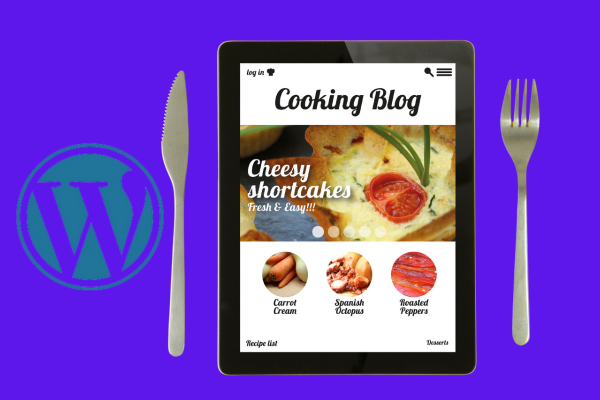 log in
Cooking Blog
Cheesy
shortcakes
Fresh & Easy!!!
Carrot
Cream
Spanish
Octopus
Roasted
Peppers
Recipe list
Desserts
W